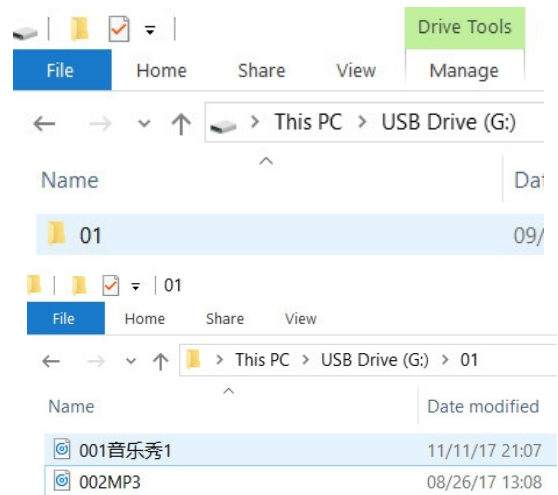 Drive Tools
File Home Share View Manage
This PC > USB Drive (G:)
Name Dat
01 09/
01
File Home Share View
This PC > USB Drive (G:) > 01
Name Date modified
001音乐秀1 11/11/17 21:07
002MP3 08/26/17 13:08